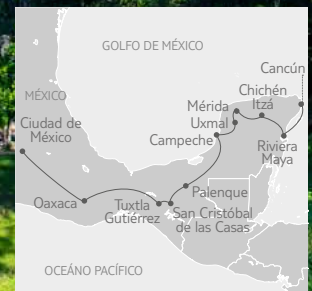 GOLFO DE MÉXICO
Cancún
MÉXICO
Chichén
Itzá
Mérida
Uxmal
Ciudad de
México
Campeche
Riviera
Maya
Palenque
Oaxaca
Tuxtla
Gutiérrez
San Cristóbal
de las Casas
OCEÁNO PACÍFICO